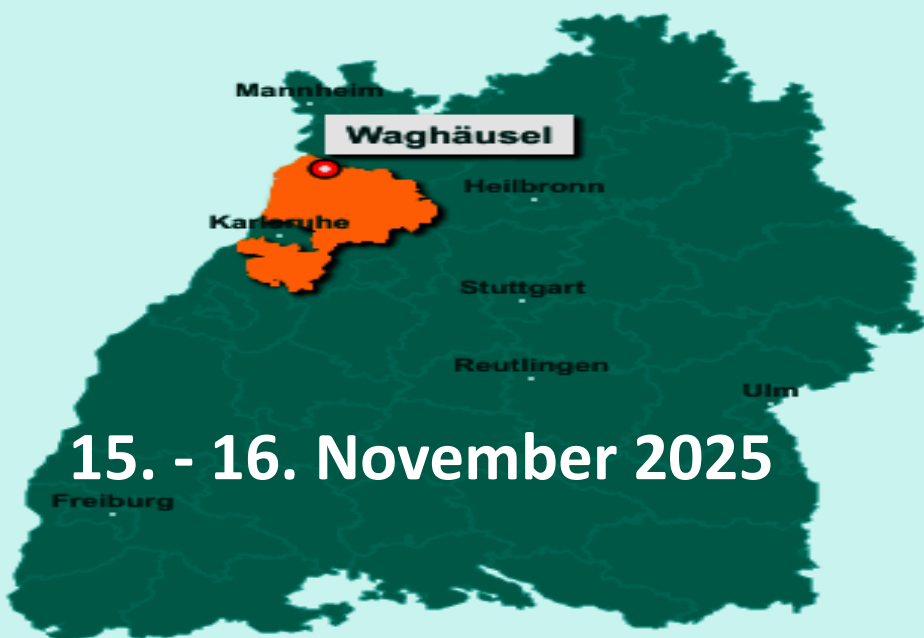 Mannheim
Waghäusel
Heilbronn
Karlsruhe
Stuttgart
Reutlingen
Ulm
15. - 16. November 2025
Freiburg